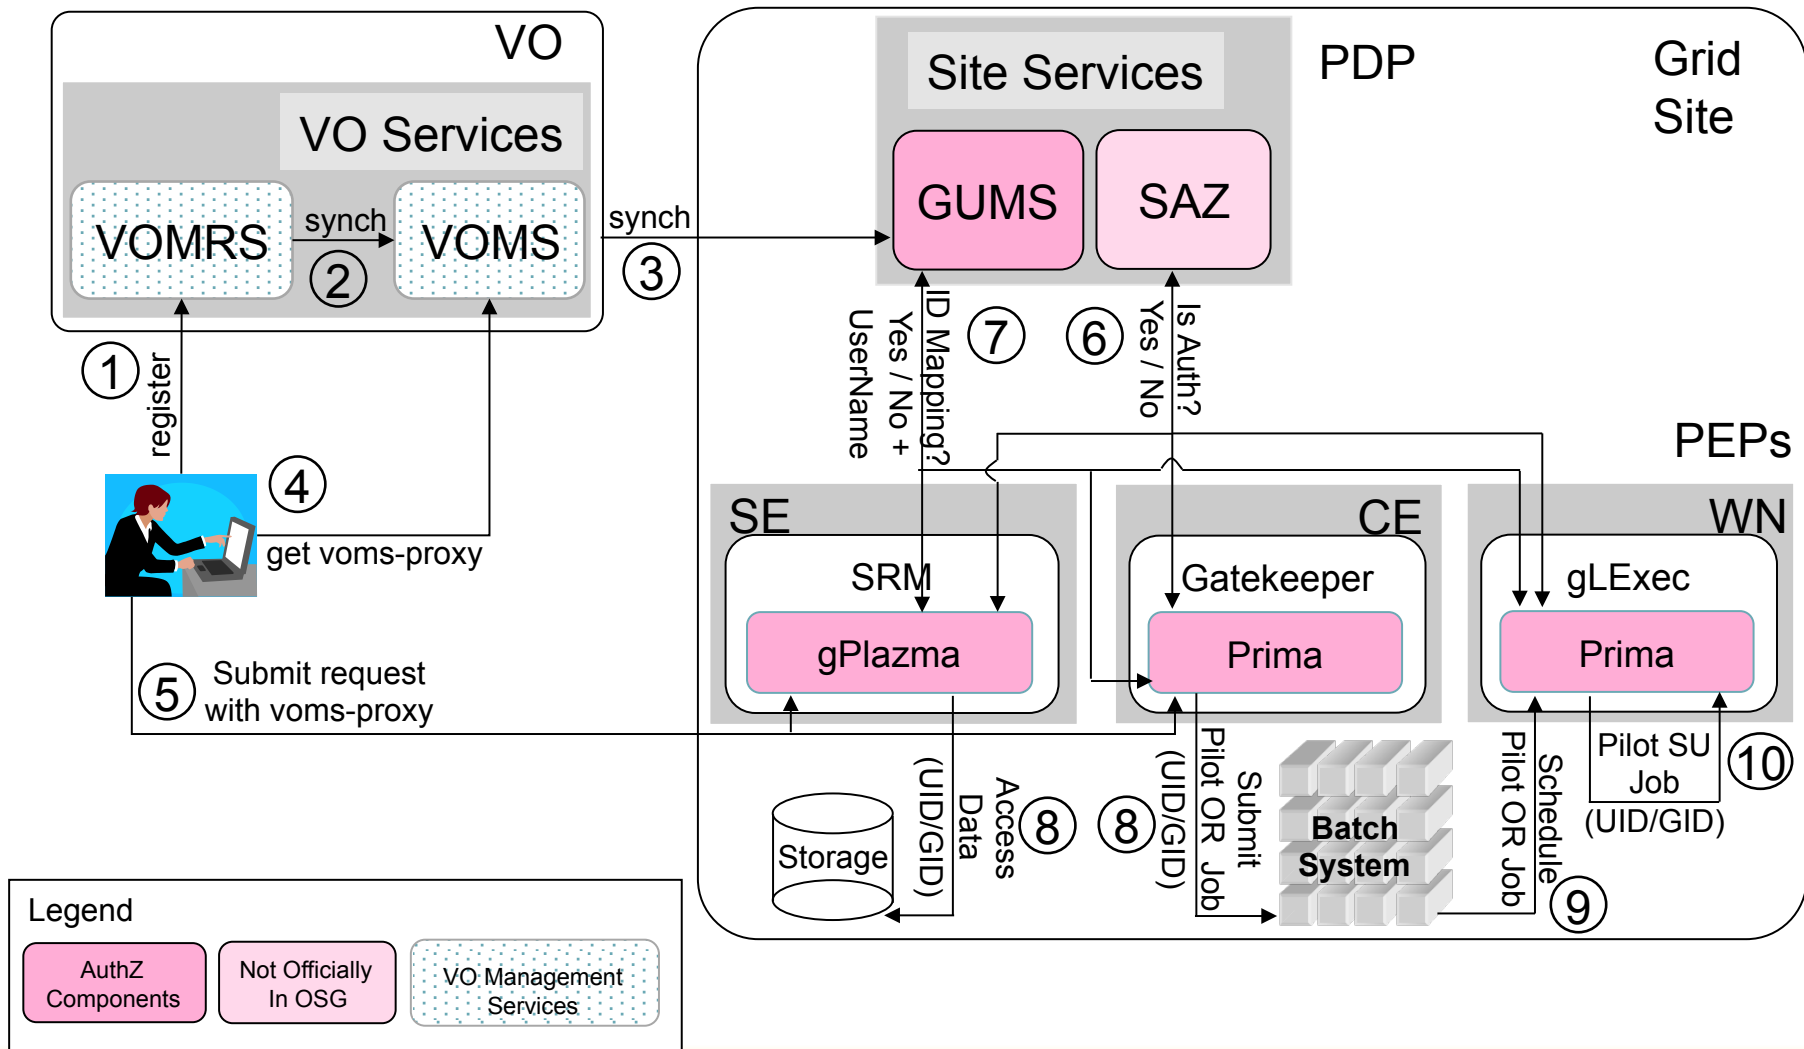 VO
VO Services
VOMRS
synch
2
VOMS
synch
3
1
register
4
get voms-proxy
5
Submit request
with voms-proxy
Grid
Site
PDP
Site Services
GUMS
SAZ
ID Mapping?
Yes / No +
UserName
7
6
Is Auth?
Yes / No
PEPs
SE
SRM
gPlazma
CE
Gatekeeper
Prima
WN
gLExec
Prima
Storage
Access
Data
(UID/GID)
8
8
Submit
Pilot OR Job
(UID/GID)
Batch
System
Schedule
Pilot OR Job
9
Pilot SU
Job
(UID/GID)
10
Legend
AuthZ
Components
Not Officially
In OSG
VO Management
Services